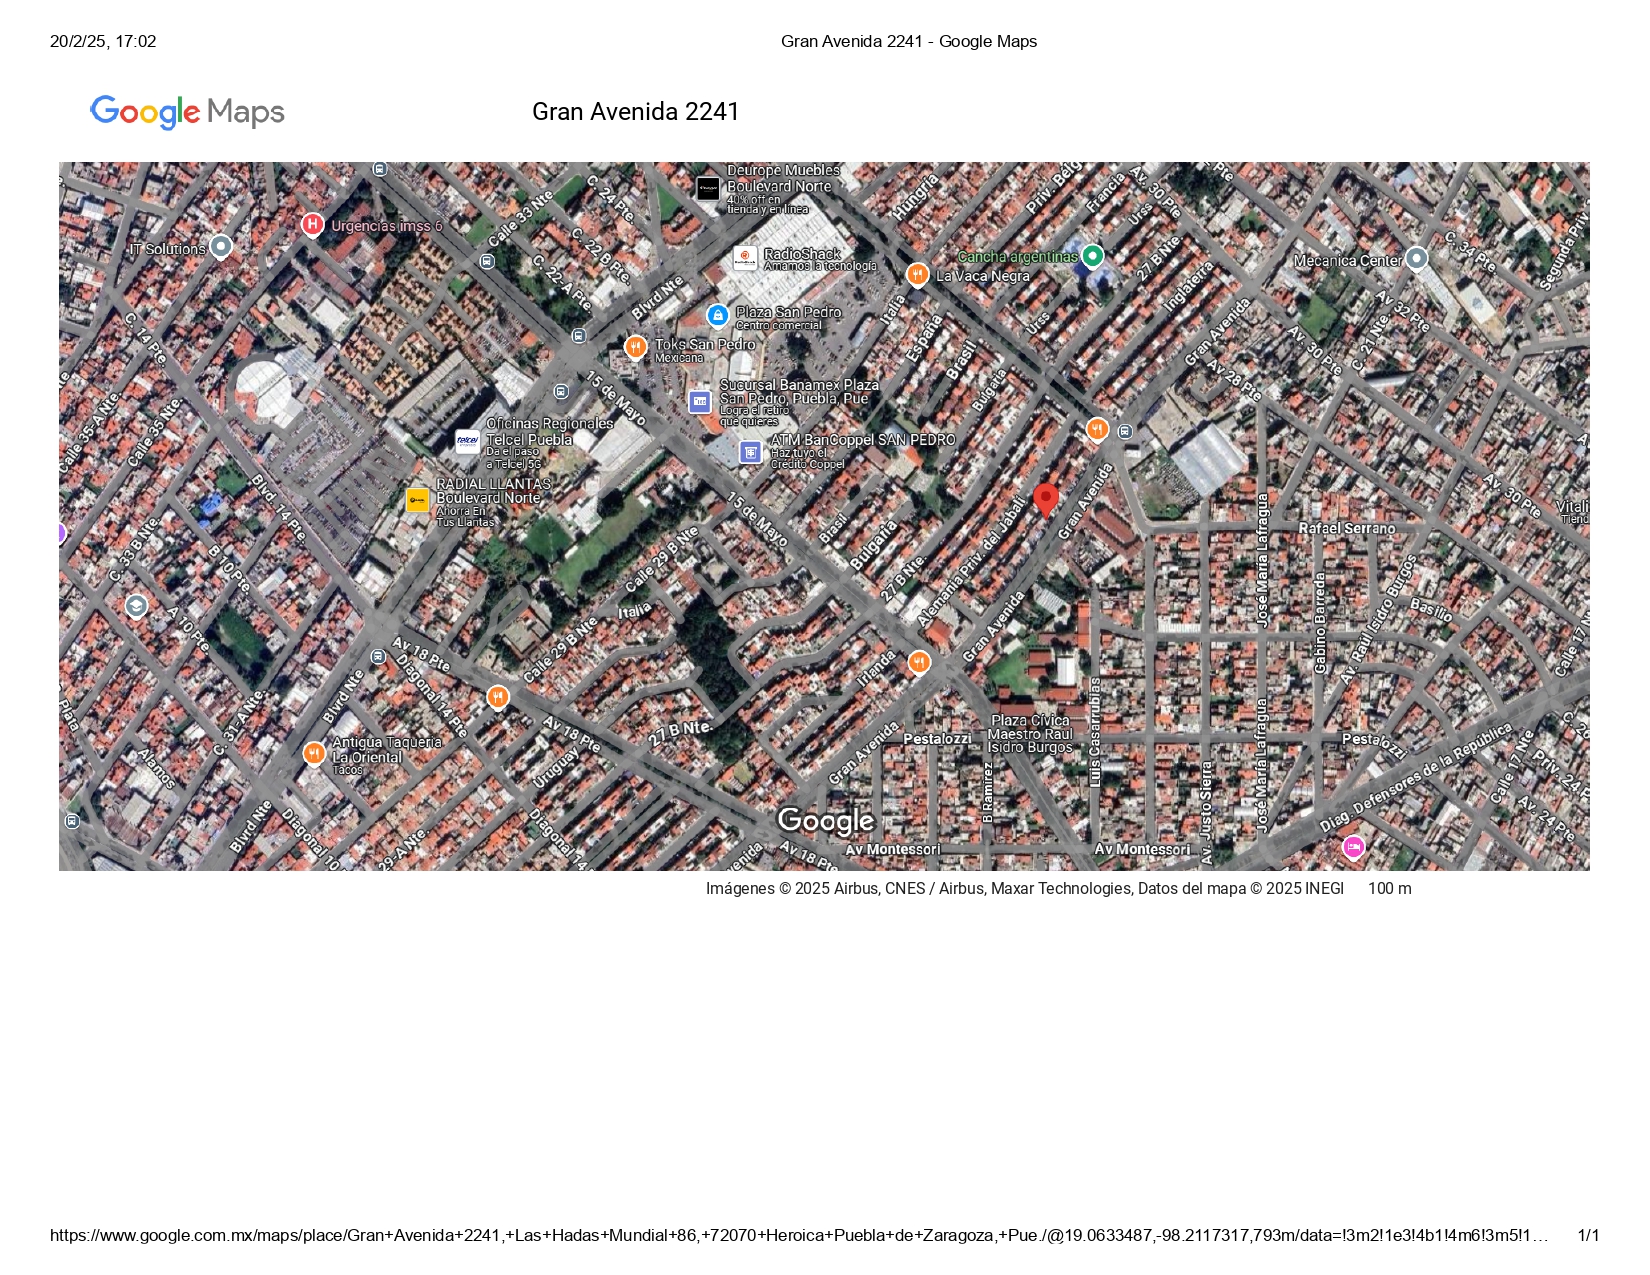 20/2/25, 17:02
Gran Avenida 2241 - Google Maps
Google Maps
Gran Avenida 2241
Deurope Muebles
Boulevard Norte
40% off en
tienda y en línea
Hungria
Priv. Belg
Francia
Av. 30 Pte
Pte
Urss
27 B Nte.
Inglaterra
C. 34 Pte.
Segunda Priv
C. 24 Pte.
Calle 33 Nte
C. 22 B Pte.
C. 22-A Pte.
Urgencias imss 6
IT Solutions
RadioShack
Amamos la tecnología
Cancha argentinas
La Vaca Negra
Mecanica Center
Blvrd Nte
Plaza San Pedro
Centro comercial
Italia
España
Urss
Gran Avenida
Av 32 Pte
C. 21 Nte.
Av. 30 Pte
C. 14 Pte.
Toks San Pedro
Mexicana
Brasil
Bulgaria
Av 28 Pte
15 de Mayo
Sucursal Banamex Plaza
San Pedro, Puebla, Pue
Logra el retiro
que quieres
Calle 35-A Nte.
Calle 35 Nte
Oficinas Regionales
Telcel Puebla
Da el paso
a Telcel 5G
telcel
ATM BanCoppel SAN PEDRO
Haz tuyo el
Crédito Coppel
RADIAL LLANTAS
Boulevard Norte
Ahorra En
Tus Llantas
Blvd. 14 Pte.
15 de Mayo
Brasil
Bulgaria
27 B Nte.
Alemania
Priv. del Jabalí
Gran Avenida
Av. 30 Pte
Vitali
Tiend
Rafael Serrano
José María Lafragua
C. 33 B Nte.
B 10 Pte
A 10 Pte
Calle 29 B Nte
Italia
Calle 29 B Nte
Gran Avenida
Gabino Barreda
Av. Raúl Isidro Burgos
Basilio
Calle 17 N
Av 18 Pte
Diagonal 14 Pte
Blvrd Nte
C. 31-A Nte.
Irlanda
Plata
Álamos
Antigua Taquería
La Oriental
Tacos
Av 18 Pte
Uruguay
27 B Nte.
Gran Avenida
Pestalozzi
Plaza Cívica
Maestro Raúl
Isidro Burgos
Luis Casarrubias
B Ramírez
Av. Justo Sierra
José María Lafragua
Pestalozzi
Diag. Defensores de la República
Calle 17 Nte
Priv. 24 P
Av. 24 Pte
Blvrd Nte
Diagonal 10
29-A Nte
Diagonal 14
Google
Av 18 Pte
Av Montessori
Av Montessori
Imágenes © 2025 Airbus, CNES / Airbus, Maxar Technologies, Datos del mapa © 2025 INEGI 100 m
https://www.google.com.mx/maps/place/Gran+Avenida+2241,+Las+Hadas+Mundial+86,+72070+Heroica+Puebla+de+Zaragoza,+Pue./@19.0633487,-98.2117317,793m/data=!3m2!1e3!4b1!4m6!3m5!1… 1/1